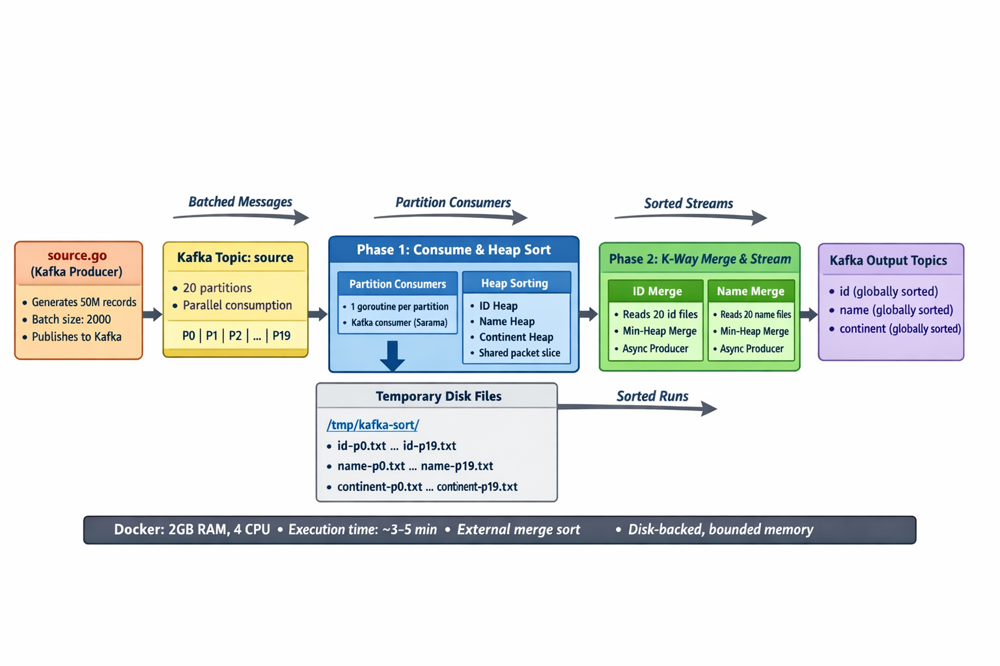 Batched Messages
Partition Consumers
Sorted Streams
source.go
(Kafka Producer)
• Generates 50M records
• Batch size: 2000
• Publishes to Kafka
Kafka Topic: source
• 20 partitions
• Parallel consumption
P0 | P1 | P2 | ... | P19
Phase 1: Consume & Heap Sort
Partition Consumers
• 1 goroutine per partition
• Kafka consumer (Sarama)
Heap Sorting
• ID Heap
• Name Heap
• Continent Heap
• Shared packet slice
Phase 2: K-Way Merge & Stream
ID Merge
• Reads 20 id files
• Min-Heap Merge
• Async Producer
Name Merge
• Reads 20 name files
• Min-Heap Merge
• Async Producer
Kafka Output Topics
• id (globally sorted)
• name (globally sorted)
• continent (globally sorted)
Temporary Disk Files
/tmp/kafka-sort/
• id-p0.txt ... id-p19.txt
• name-p0.txt ... name-p19.txt
• continent-p0.txt ... continent-p19.txt
Sorted Runs
Docker: 2GB RAM, 4 CPU • Execution time: ~3–5 min • External merge sort • Disk-backed, bounded memory